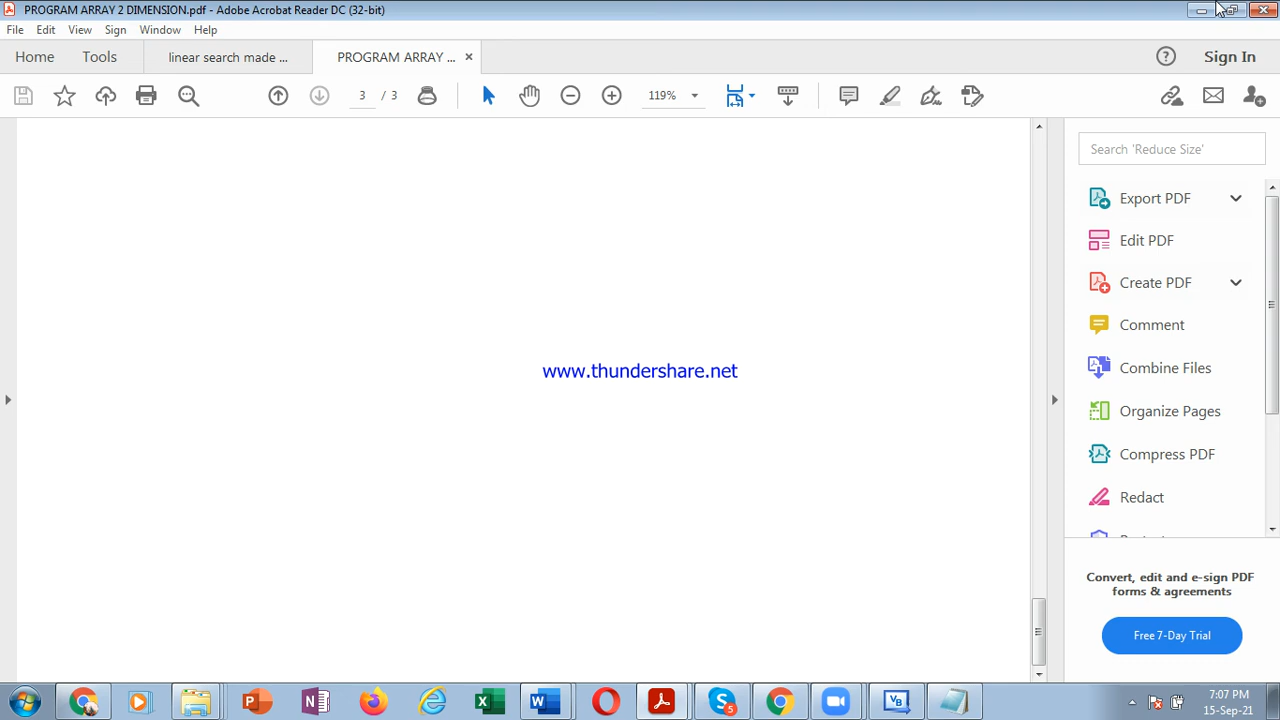 PROGRAM ARRAY 2 DIMENSION.pdf - Adobe Acrobat Reader DC (32-bit)
File Edit View Sign Window Help
Home Tools linear search made ... PROGRAM ARRAY ... × Sign In
3 / 3 119%
Search 'Reduce Size'
Export PDF
Edit PDF
Create PDF
Comment
www.thundershare.net
Combine Files
Organize Pages
Compress PDF
Redact
Convert, edit and e-sign PDF
forms & agreements
Free 7-Day Trial
7:07 PM
15-Sep-21